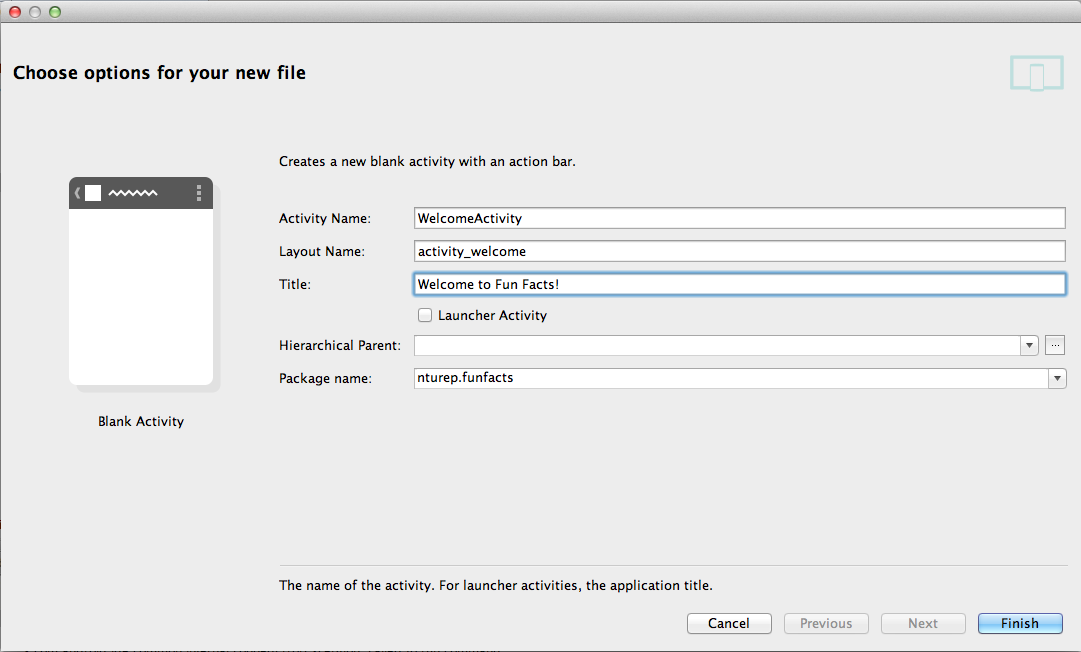 Choose options for your new file
Creates a new blank activity with an action bar.
Activity Name: WelcomeActivity
Layout Name: activity_welcome
Title: Welcome to Fun Facts!
Launcher Activity
Hierarchical Parent: ...
Package name: nturep.funfacts
Blank Activity
The name of the activity. For launcher activities, the application title.
Cancel Previous Next Finish